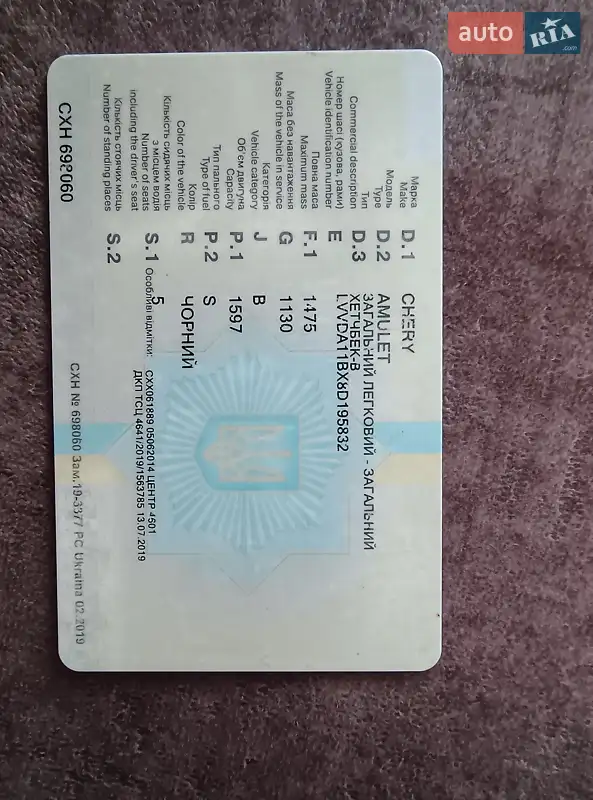 auto RIA.com
Марка
Make D.1 CHERY
Модель
Type D.2 AMULET
Тип
Commercial description D.3 ЗАГАЛЬНИЙ ЛЕГКОВИЙ - ЗАГАЛЬНИЙ
ХЕТЧБЕК-B
Номер шасі (кузова, рами)
Vehicle identification number E LVVDA11BX8D195832
Повна маса
Maximum mass F.1 1475
Маса без навантаження
Mass of the vehicle in service G 1130
Категорія
Vehicle category J B
Об'єм двигуна
Capacity P.1 1597
Тип пального
Type of fuel P.2 S
Колір
Color of the vehicle R ЧОРНИЙ
Кількість сидячих місць
з місцем водія
Number of seats
including the driver's seat S.1 5
Кількість стоячих місць
Number of standing places S.2
Особливі відмітки: CXX061889 05062014 ЦЕНТР 4601
ДКП ТСЦ 4641/2019/1563785 13.07.2019
CXH 698060
CXH № 698060 Зам.19-3377 PC Ukraina 02.2019